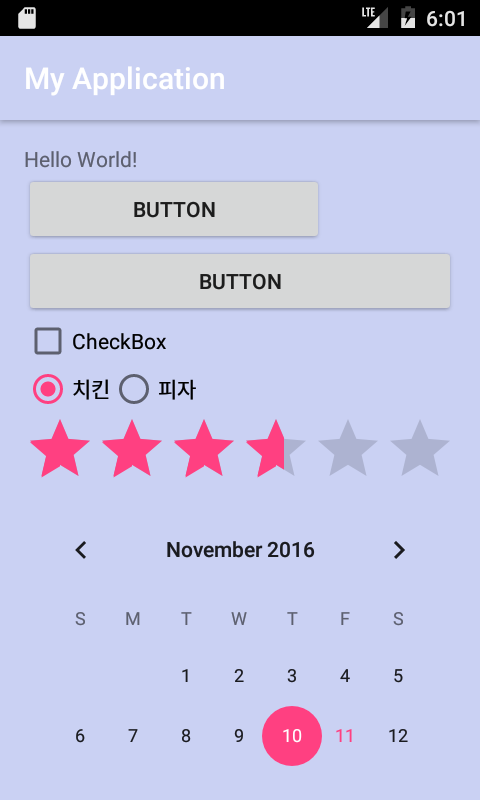 LTE 6:01
My Application
Hello World!
BUTTON
BUTTON
CheckBox
치킨 피자
November 2016
S M T W T F S
1 2 3 4 5
6 7 8 9 10 11 12